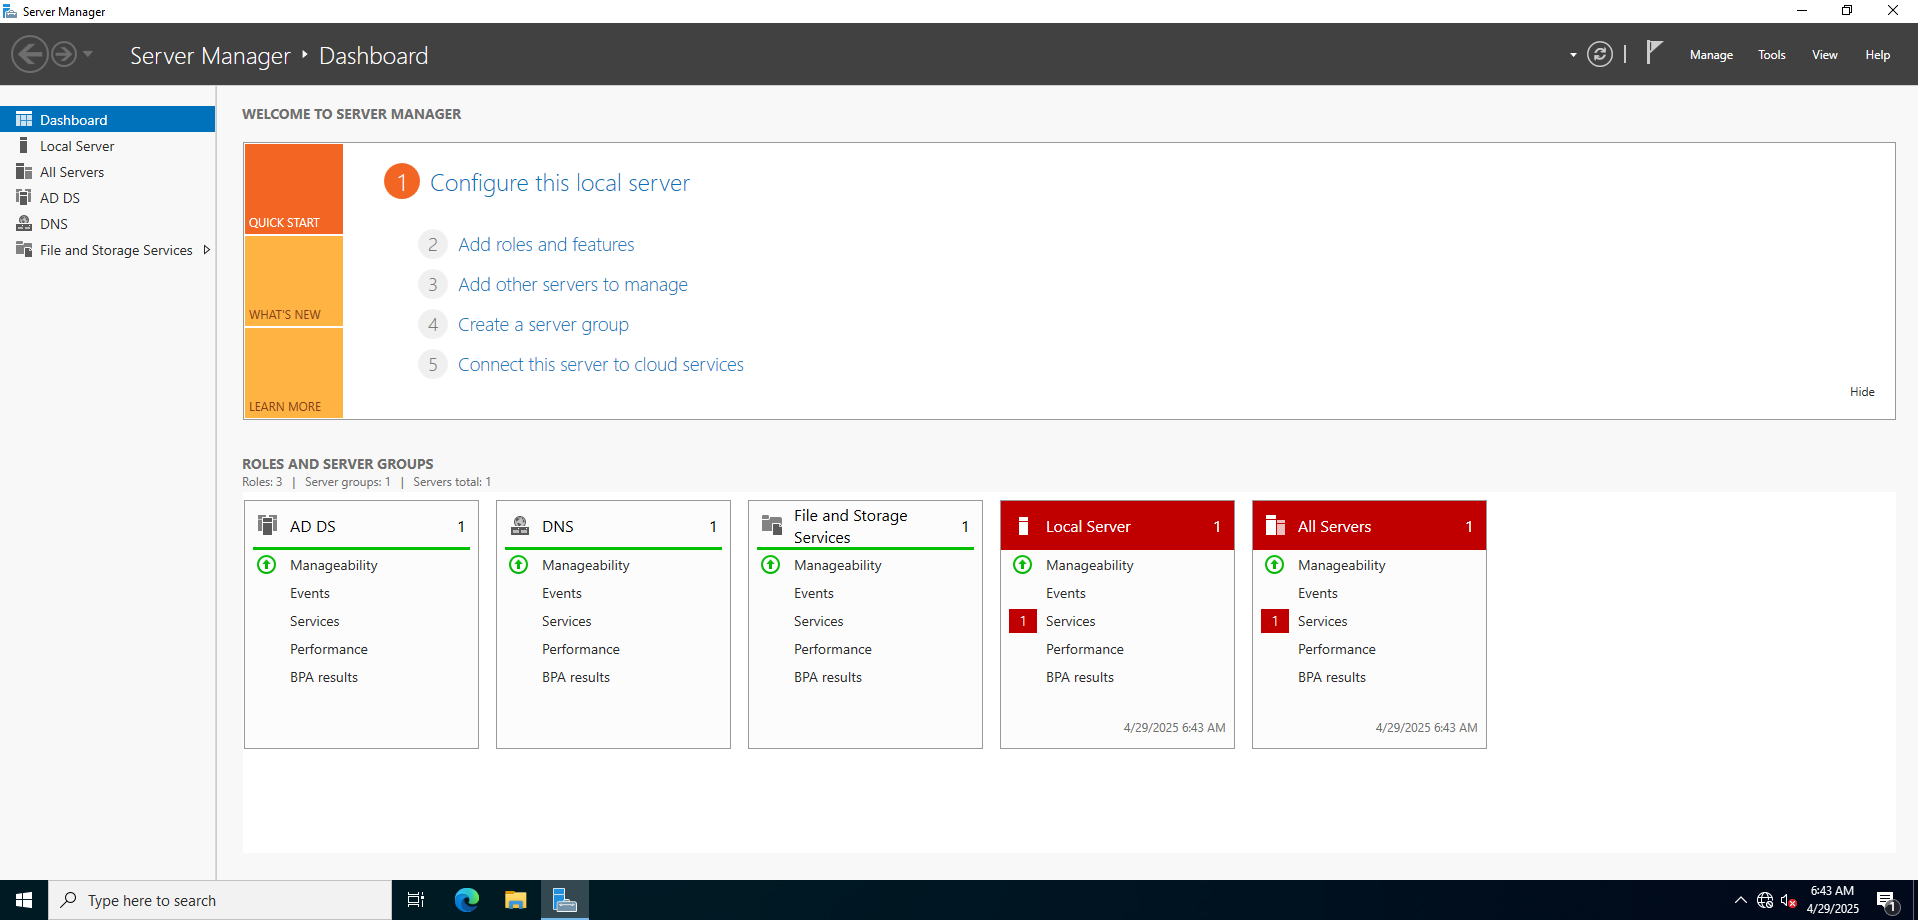 Server Manager
Server Manager ‣ Dashboard
Manage
Tools
View
Help
Dashboard
Local Server
All Servers
AD DS
DNS
File and Storage Services
WELCOME TO SERVER MANAGER
QUICK START
WHAT'S NEW
LEARN MORE
1 Configure this local server
2 Add roles and features
3 Add other servers to manage
4 Create a server group
5 Connect this server to cloud services
Hide
ROLES AND SERVER GROUPS
Roles: 3 | Server groups: 1 | Servers total: 1
AD DS 1
Manageability
Events
Services
Performance
BPA results
DNS 1
Manageability
Events
Services
Performance
BPA results
File and Storage
Services 1
Manageability
Events
Services
Performance
BPA results
Local Server 1
Manageability
Events
1 Services
Performance
BPA results
4/29/2025 6:43 AM
All Servers 1
Manageability
Events
1 Services
Performance
BPA results
4/29/2025 6:43 AM
Type here to search
6:43 AM
4/29/2025
1